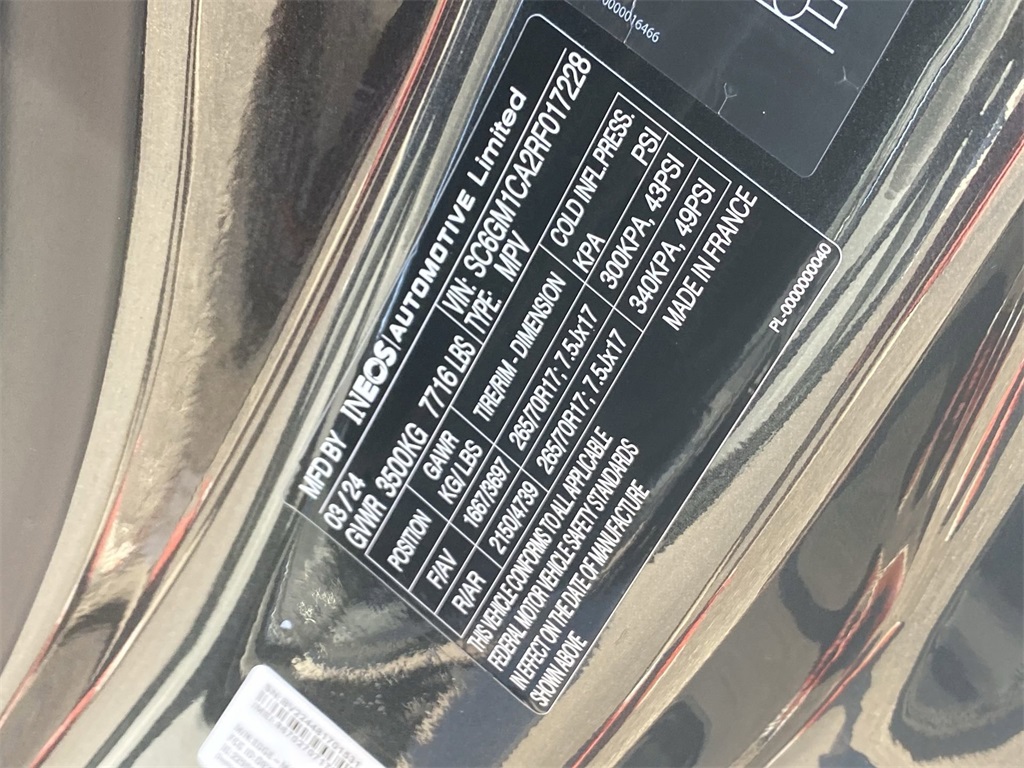 0000016466
MFD BY INEOS AUTOMOTIVE Limited
03 / 24 VIN: SC6GM1CA2RF017228
GVWR 3500KG 7716 LBS TYPE: MPV
POSITION GAWR KG/ LBS TIRE/RIM - DIMENSION COLD INFL.PRESS. KPA PSI
F/AV 1667/3697 265/70R17; 7.5Jx17 300KPA, 43PSI
R/AR 2150/4739 265/70R17; 7.5Jx17 340KPA, 49PSI
THIS VEHICLE CONFORMS TO ALL APPLICABLE
FEDERAL MOTOR VEHICLE SAFETY STANDARDS
IN EFFECT ON THE DATE OF MANUFACTURE
SHOWN ABOVE
MADE IN FRANCE
PL-00000000040